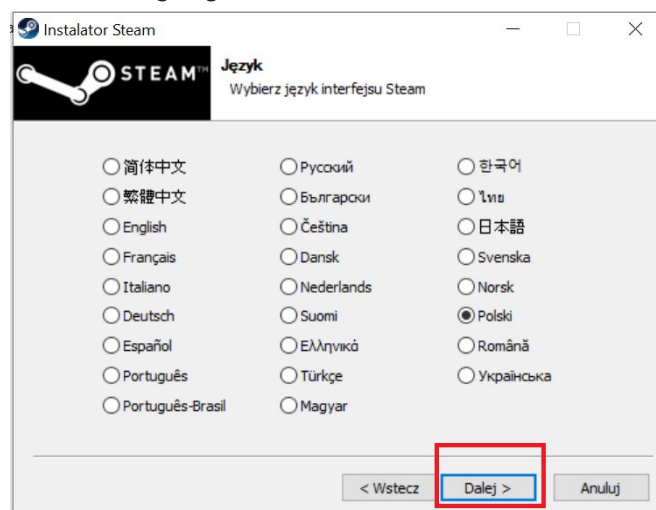 Instalator Steam
STEAM™
Język
Wybierz język interfejsu Steam
简体中文
Русский
한국어
繁體中文
Български
ไทย
English
Čeština
日本語
Français
Dansk
Svenska
Italiano
Nederlands
Norsk
Deutsch
Suomi
Polski
Español
Ελληνικά
Română
Português
Türkçe
Українська
Português-Brasil
Magyar
< Wstecz
Dalej >
Anuluj